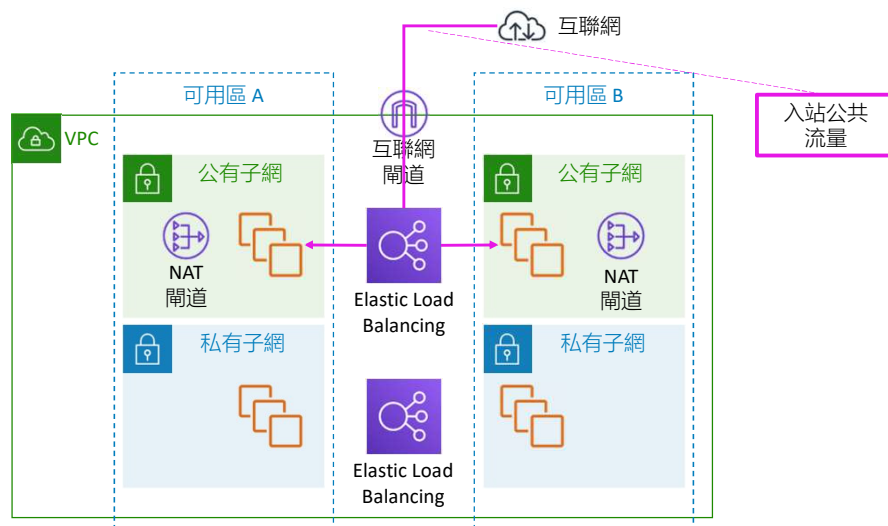 互聯網
可用區 A
可用區 B
入站公共
流量
VPC
互聯網
閘道
公有子網
公有子網
NAT
閘道
NAT
閘道
Elastic Load
Balancing
私有子網
私有子網
Elastic Load
Balancing